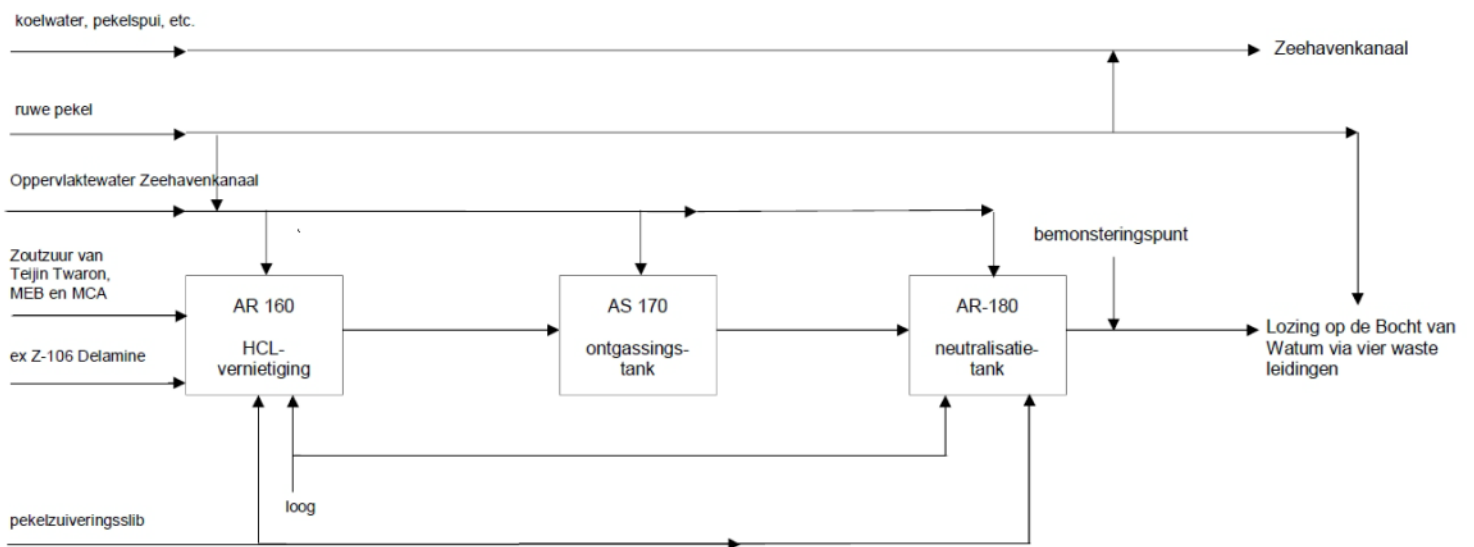 koelwater, pekelspui, etc.
Zeehavenkanaal
ruwe pekel
Oppervlaktewater Zeehavenkanaal
bemonsteringspunt
Zoutzuur van
Teijin Twaron,
MEB en MCA
ex Z-106 Delamine
AR 160
HCL-
vernietiging
AS 170
ontgassings-
tank
AR-180
neutralisatie-
tank
Lozing op de Bocht van
Watum via vier waste
leidingen
loog
pekelzuiveringsslib